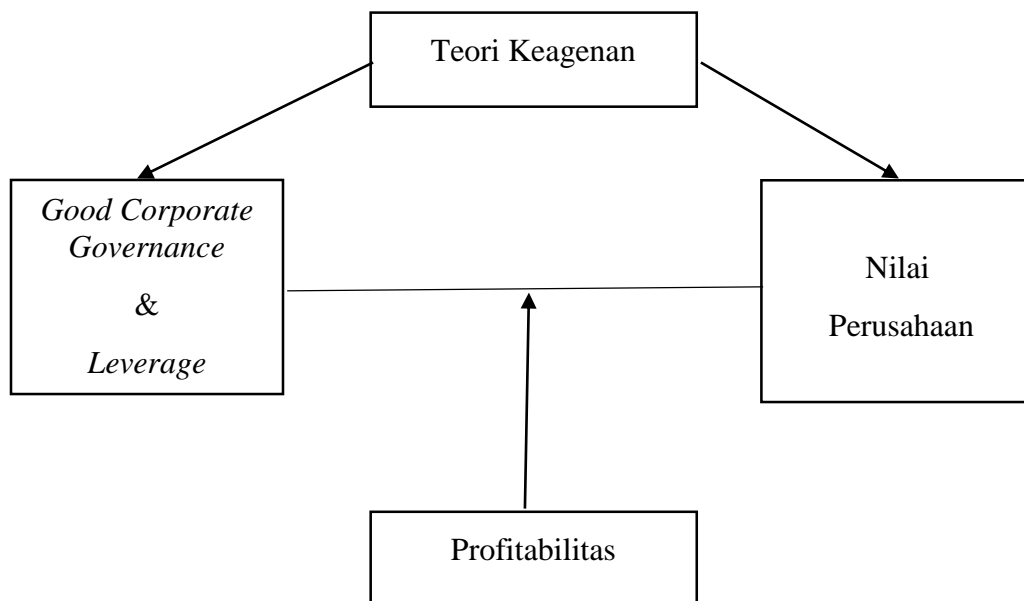 Teori Keagenan
Good Corporate
Governance
&
Leverage
Nilai
Perusahaan
Profitabilitas